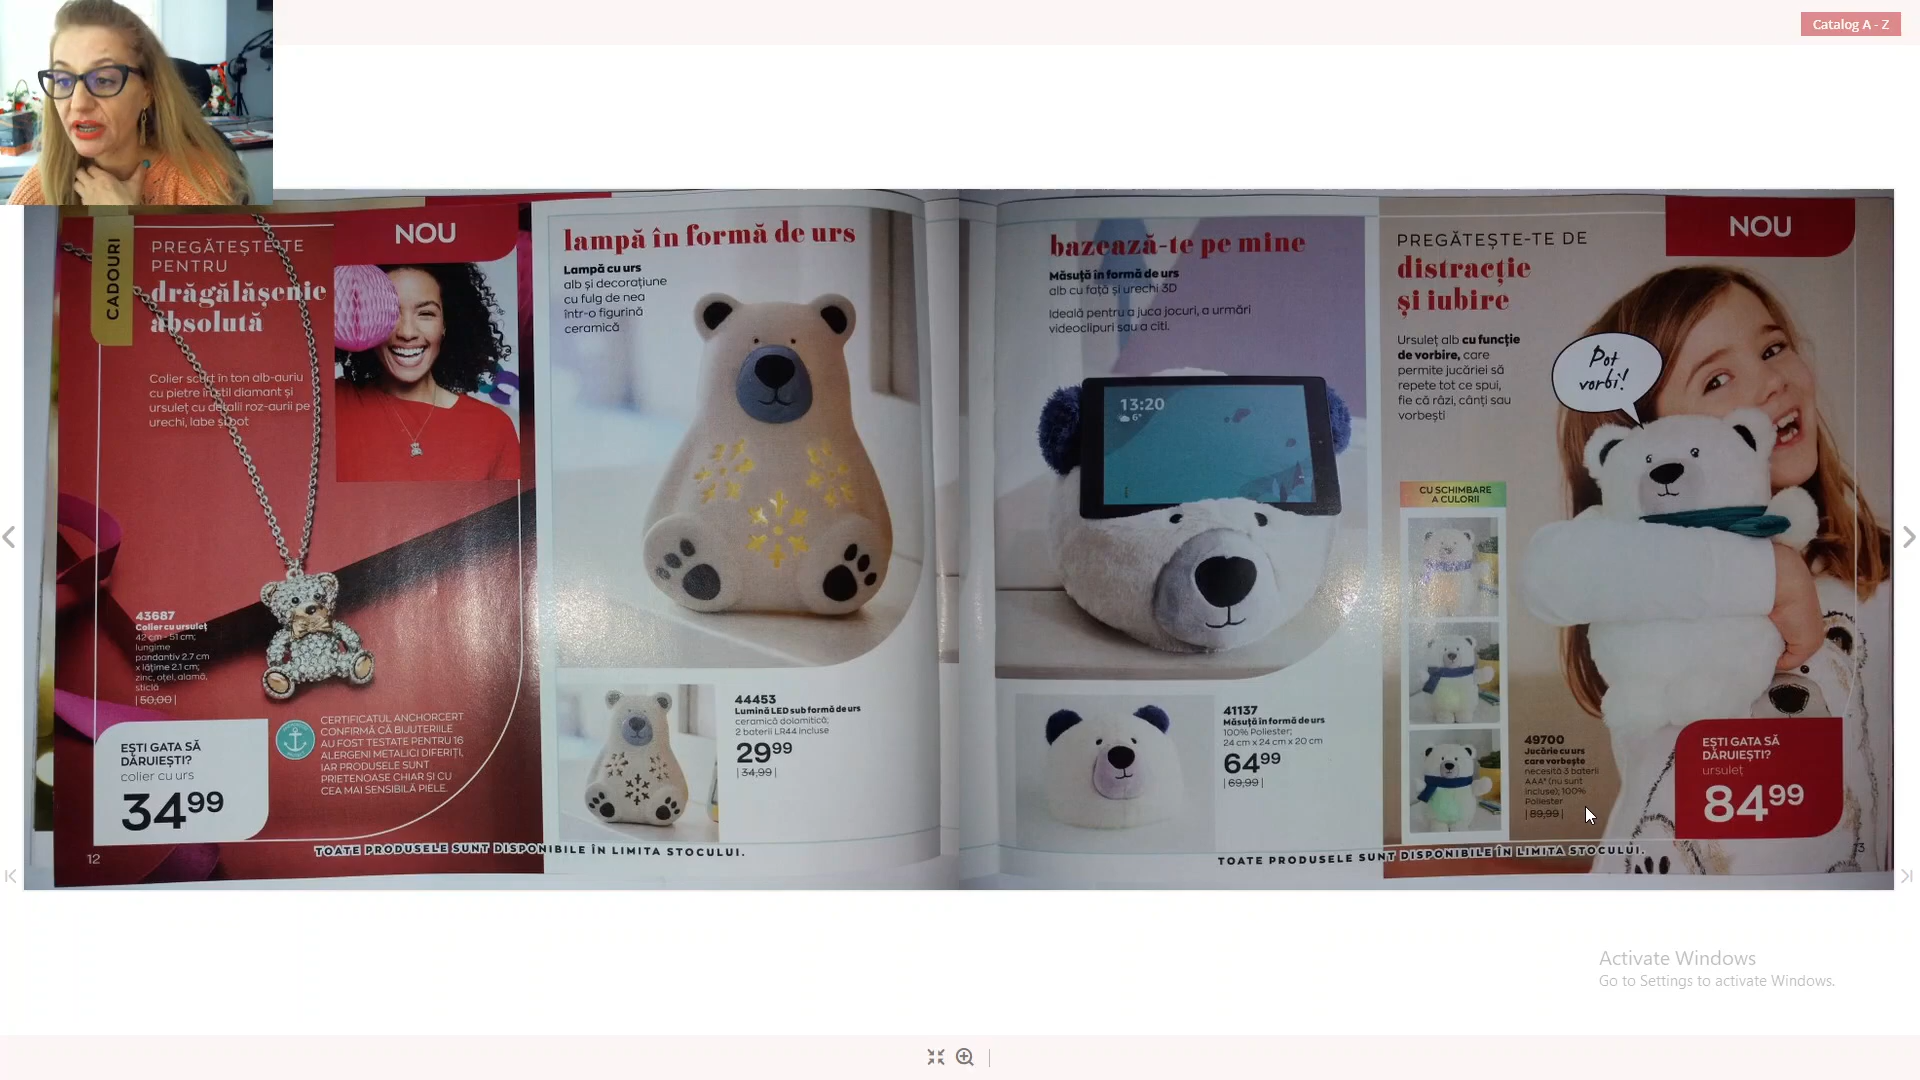 Catalog A - Z
CADOURI
PREGĂTEȘTE-TE
PENTRU
drăgălășenie
absolută
NOU
Colier scurt în ton alb-auriu
cu pietre în stil diamant și
ursuleț cu detalii roz-aurii pe
urechi, labe și bot
43687
Colier cu ursuleț
42 cm - 51 cm;
lungime
pandantiv 2.7 cm
x lățime 2.1 cm;
zinc, oțel, alamă,
sticlă
| 50,00 |
EȘTI GATA SĂ
DĂRUIEȘTI?
colier cu urs
34 99
CERTIFICATUL ANCHORCERT
CONFIRMĂ CĂ BIJUTERIILE
AU FOST TESTATE PENTRU 16
ALERGENI METALICI DIFERIȚI,
IAR PRODUSELE SUNT
PRIETENOASE CHIAR ȘI CU
CEA MAI SENSIBILĂ PIELE.
12
lampă în formă de urs
Lampă cu urs
alb și decorațiune
cu fulg de nea
într-o figurină
ceramică
44453
Lumină LED sub formă de urs
ceramică dolomitică;
2 baterii LR44 incluse
29 99
| 34,99 |
TOATE PRODUSELE SUNT DISPONIBILE ÎN LIMITA STOCULUI.
bazează-te pe mine
Măsuță în formă de urs
alb cu față și urechi 3D
Ideală pentru a juca jocuri, a urmări
videoclipuri sau a citi.
13:20
6°
41137
Măsuță în formă de urs
100% Poliester;
24 cm x 24 cm x 20 cm
64 99
| 69,99 |
PREGĂTEȘTE-TE DE
distracție
și iubire
NOU
Ursuleț alb cu funcție
de vorbire, care
permite jucăriei să
repete tot ce spui,
fie că râzi, cânți sau
vorbești
Pot
vorbi!
CU SCHIMBARE
A CULORII
49700
Jucărie cu urs
care vorbește
necesită 3 baterii
AAA* (nu sunt
incluse); 100%
Poliester
| 89,99 |
EȘTI GATA SĂ
DĂRUIEȘTI?
ursuleț
84 99
TOATE PRODUSELE SUNT DISPONIBILE ÎN LIMITA STOCULUI.
Activate Windows
Go to Settings to activate Windows.